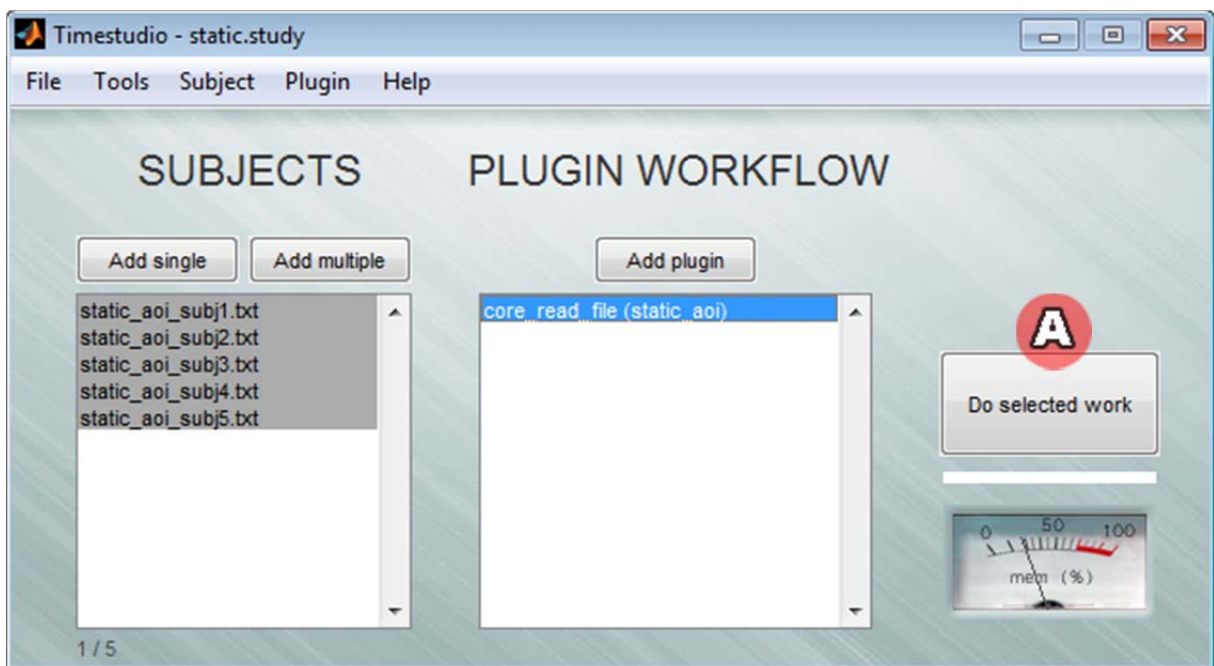 Timestudio - static.study
File Tools Subject Plugin Help
SUBJECTS PLUGIN WORKFLOW
Add single Add multiple Add plugin
static_aoi_subj1.txt
static_aoi_subj2.txt
static_aoi_subj3.txt
static_aoi_subj4.txt
static_aoi_subj5.txt
core_read_file (static_aoi)
A
Do selected work
0 50 100
mem (%)
1 / 5